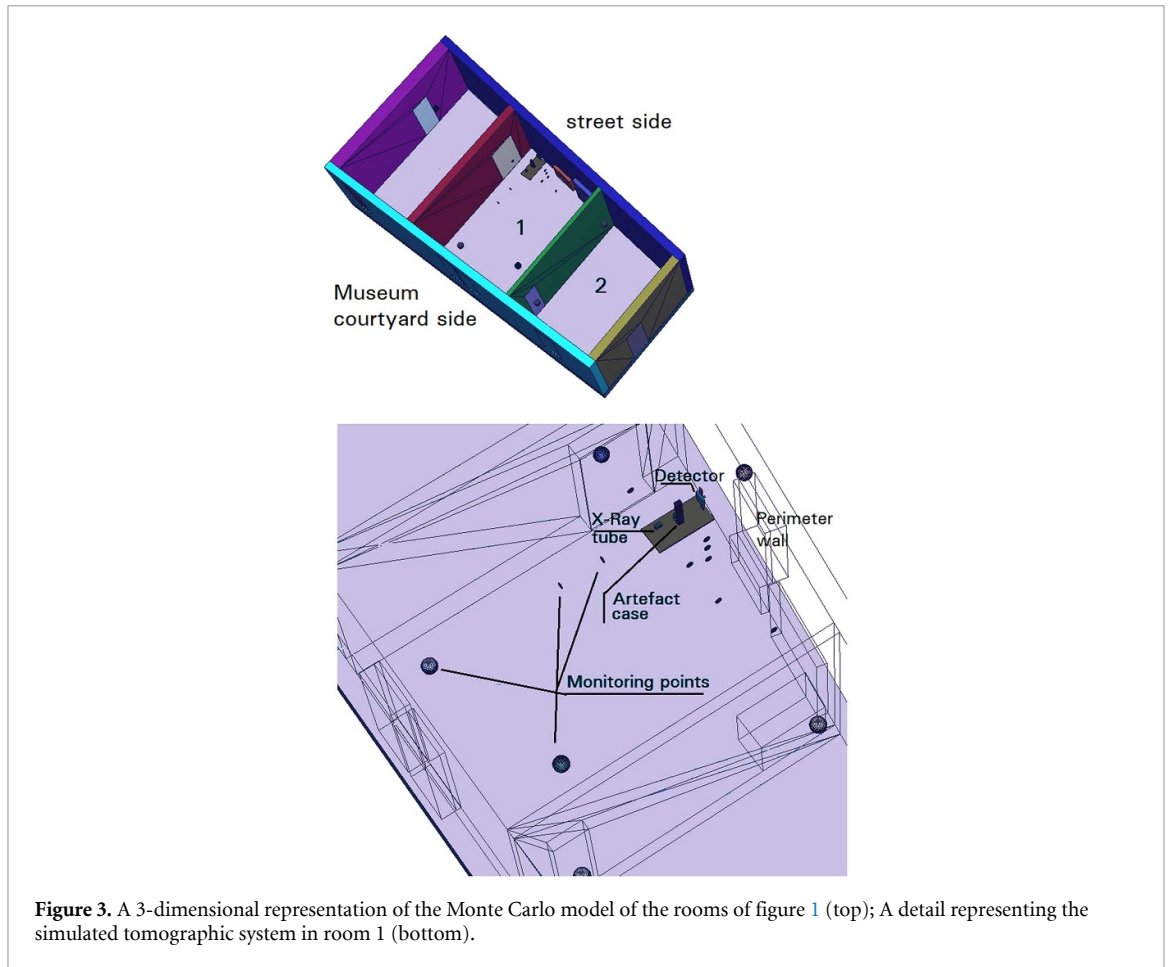 street side
1
2
Museum
courtyard side
Detector
X-Ray
tube
Perimeter
wall
Artefact
case
Monitoring points
Figure 3. A 3-dimensional representation of the Monte Carlo model of the rooms of figure 1 (top); A detail representing the
simulated tomographic system in room 1 (bottom).